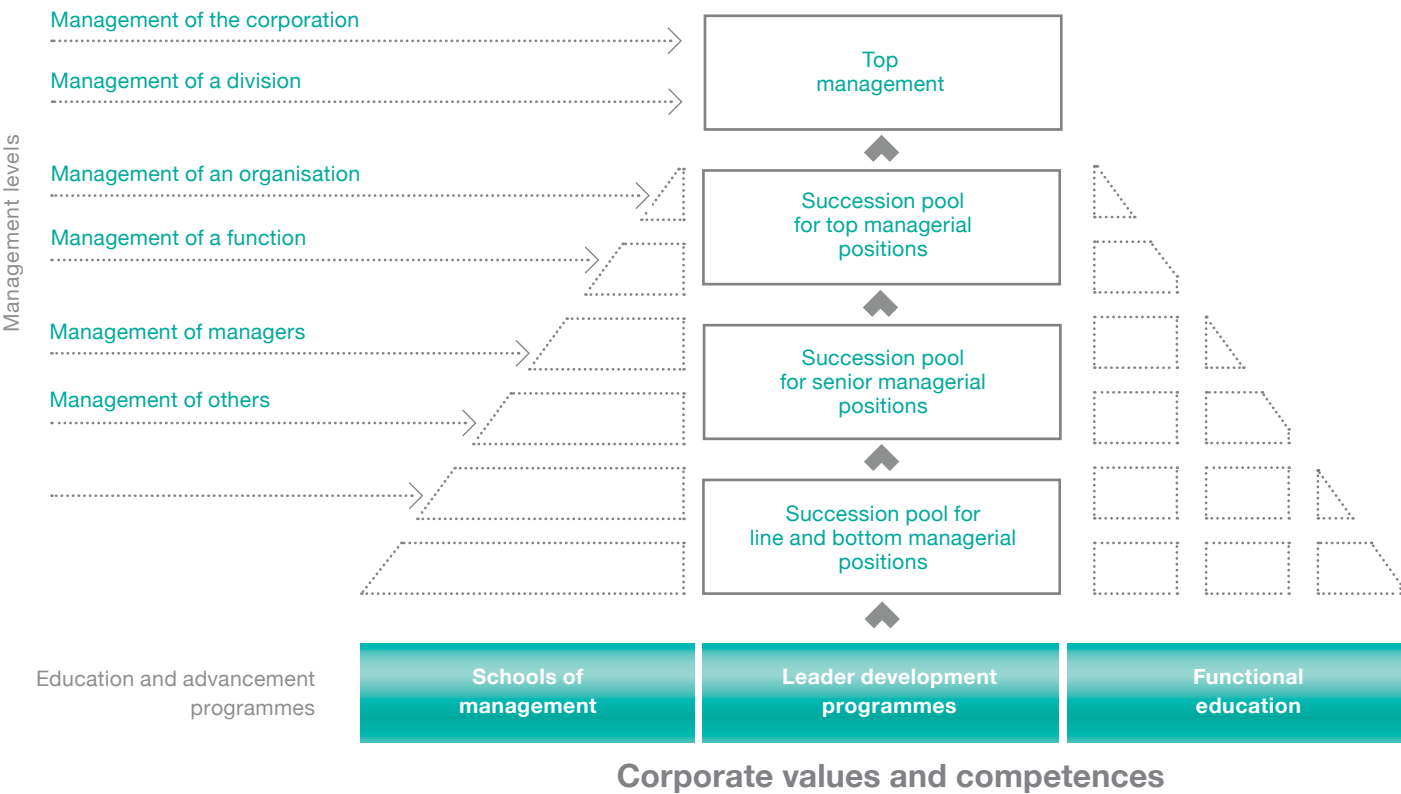 Management of the corporation
Management of a division
Management levels
Management of an organisation
Management of a function
Management of managers
Management of others
Top
management
Succession pool
for top managerial
positions
Succession pool
for senior managerial
positions
Succession pool for
line and bottom managerial
positions
Education and advancement
programmes
Schools of
management
Leader development
programmes
Functional
education
Corporate values and competences